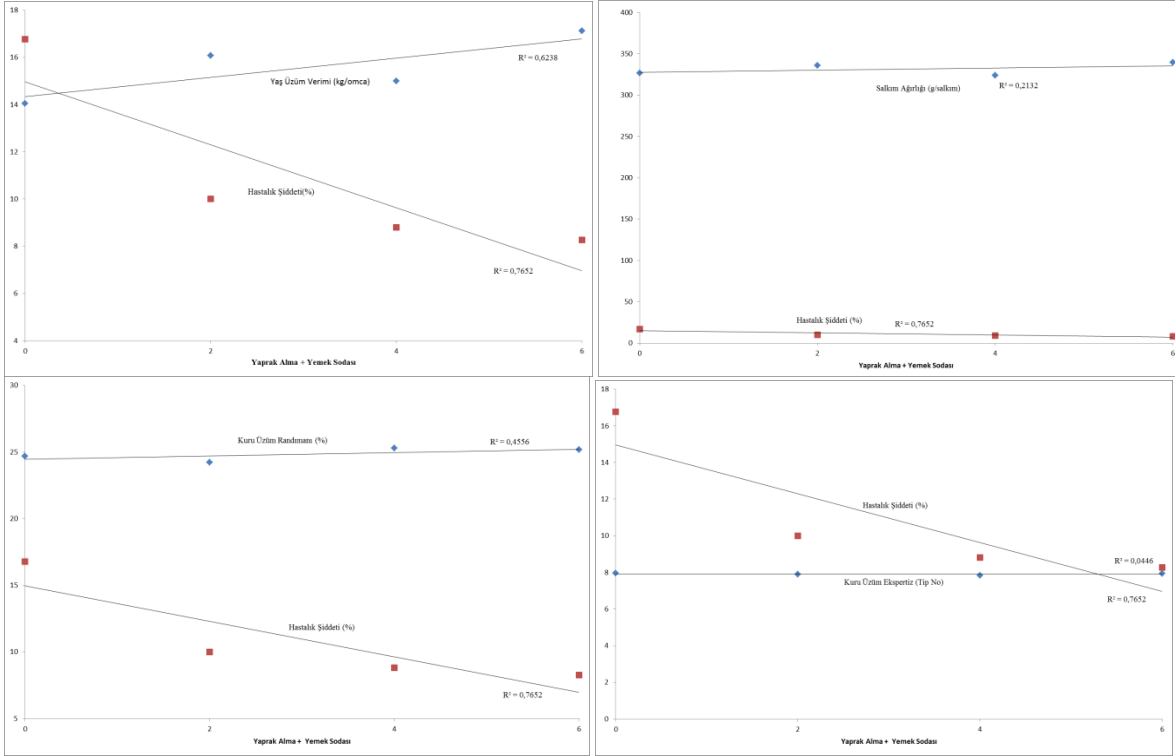 18
16
14
12
10
8
6
4
0
2
4
6
R² = 0,6238
Yaş Üzüm Verimi (kg/omca)
Hastalık Şiddeti(%)
R² = 0,7652
Yaprak Alma + Yemek Sodası
400
350
300
250
200
150
100
50
0
0
2
4
6
Salkım Ağırlığı (g/salkım)
R² = 0,2132
Hastalık Şiddeti (%)
R² = 0,7652
Yaprak Alma + Yemek Sodası
30
25
20
15
10
5
0
2
4
6
Kuru Üzüm Randımanı (%)
R² = 0,4556
Hastalık Şiddeti (%)
R² = 0,7652
Yaprak Alma + Yemek Sodası
18
16
14
12
10
8
6
4
2
0
0
2
4
6
Hastalık Şiddeti (%)
R² = 0,0446
Kuru Üzüm Ekspertiz (Tip No)
R² = 0,7652
Yaprak Alma + Yemek Sodası